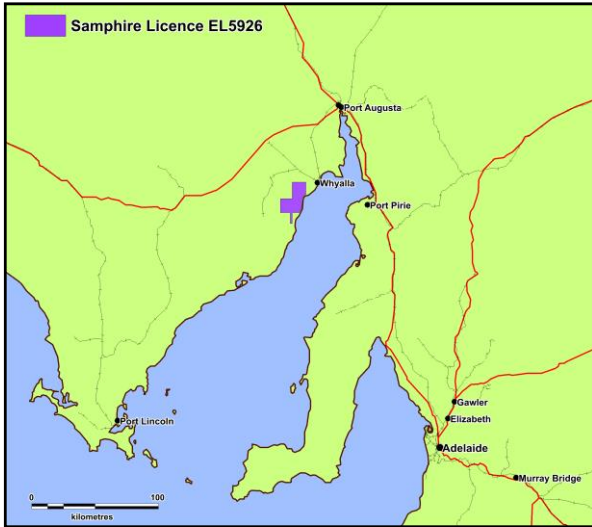 Samphire Licence EL5926
Port Augusta
Whyalla
Port Pirie
Gawler
Elizabeth
Port Lincoln
Adelaide
Murray Bridge
0 100
kilometres